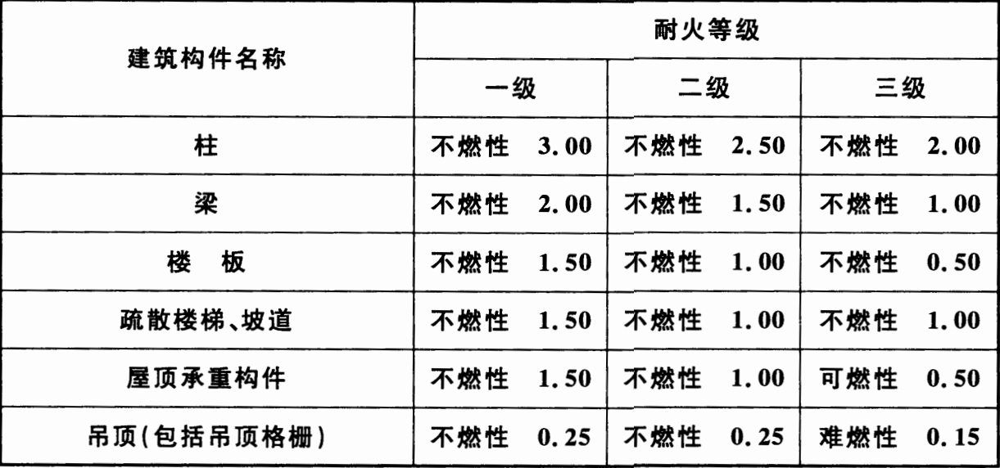 建筑构件名称 耐火等级
一级 二级 三级
柱 不燃性 3.00 不燃性 2.50 不燃性 2.00
梁 不燃性 2.00 不燃性 1.50 不燃性 1.00
楼 板 不燃性 1.50 不燃性 1.00 不燃性 0.50
疏散楼梯、坡道 不燃性 1.50 不燃性 1.00 不燃性 1.00
屋顶承重构件 不燃性 1.50 不燃性 1.00 可燃性 0.50
吊顶(包括吊顶格栅) 不燃性 0.25 不燃性 0.25 难燃性 0.15